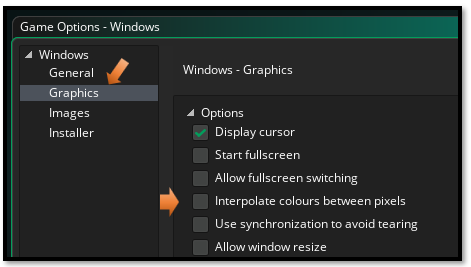 Game Options - Windows
Windows
General
Graphics
Images
Installer
Windows - Graphics
Options
Display cursor
Start fullscreen
Allow fullscreen switching
Interpolate colours between pixels
Use synchronization to avoid tearing
Allow window resize